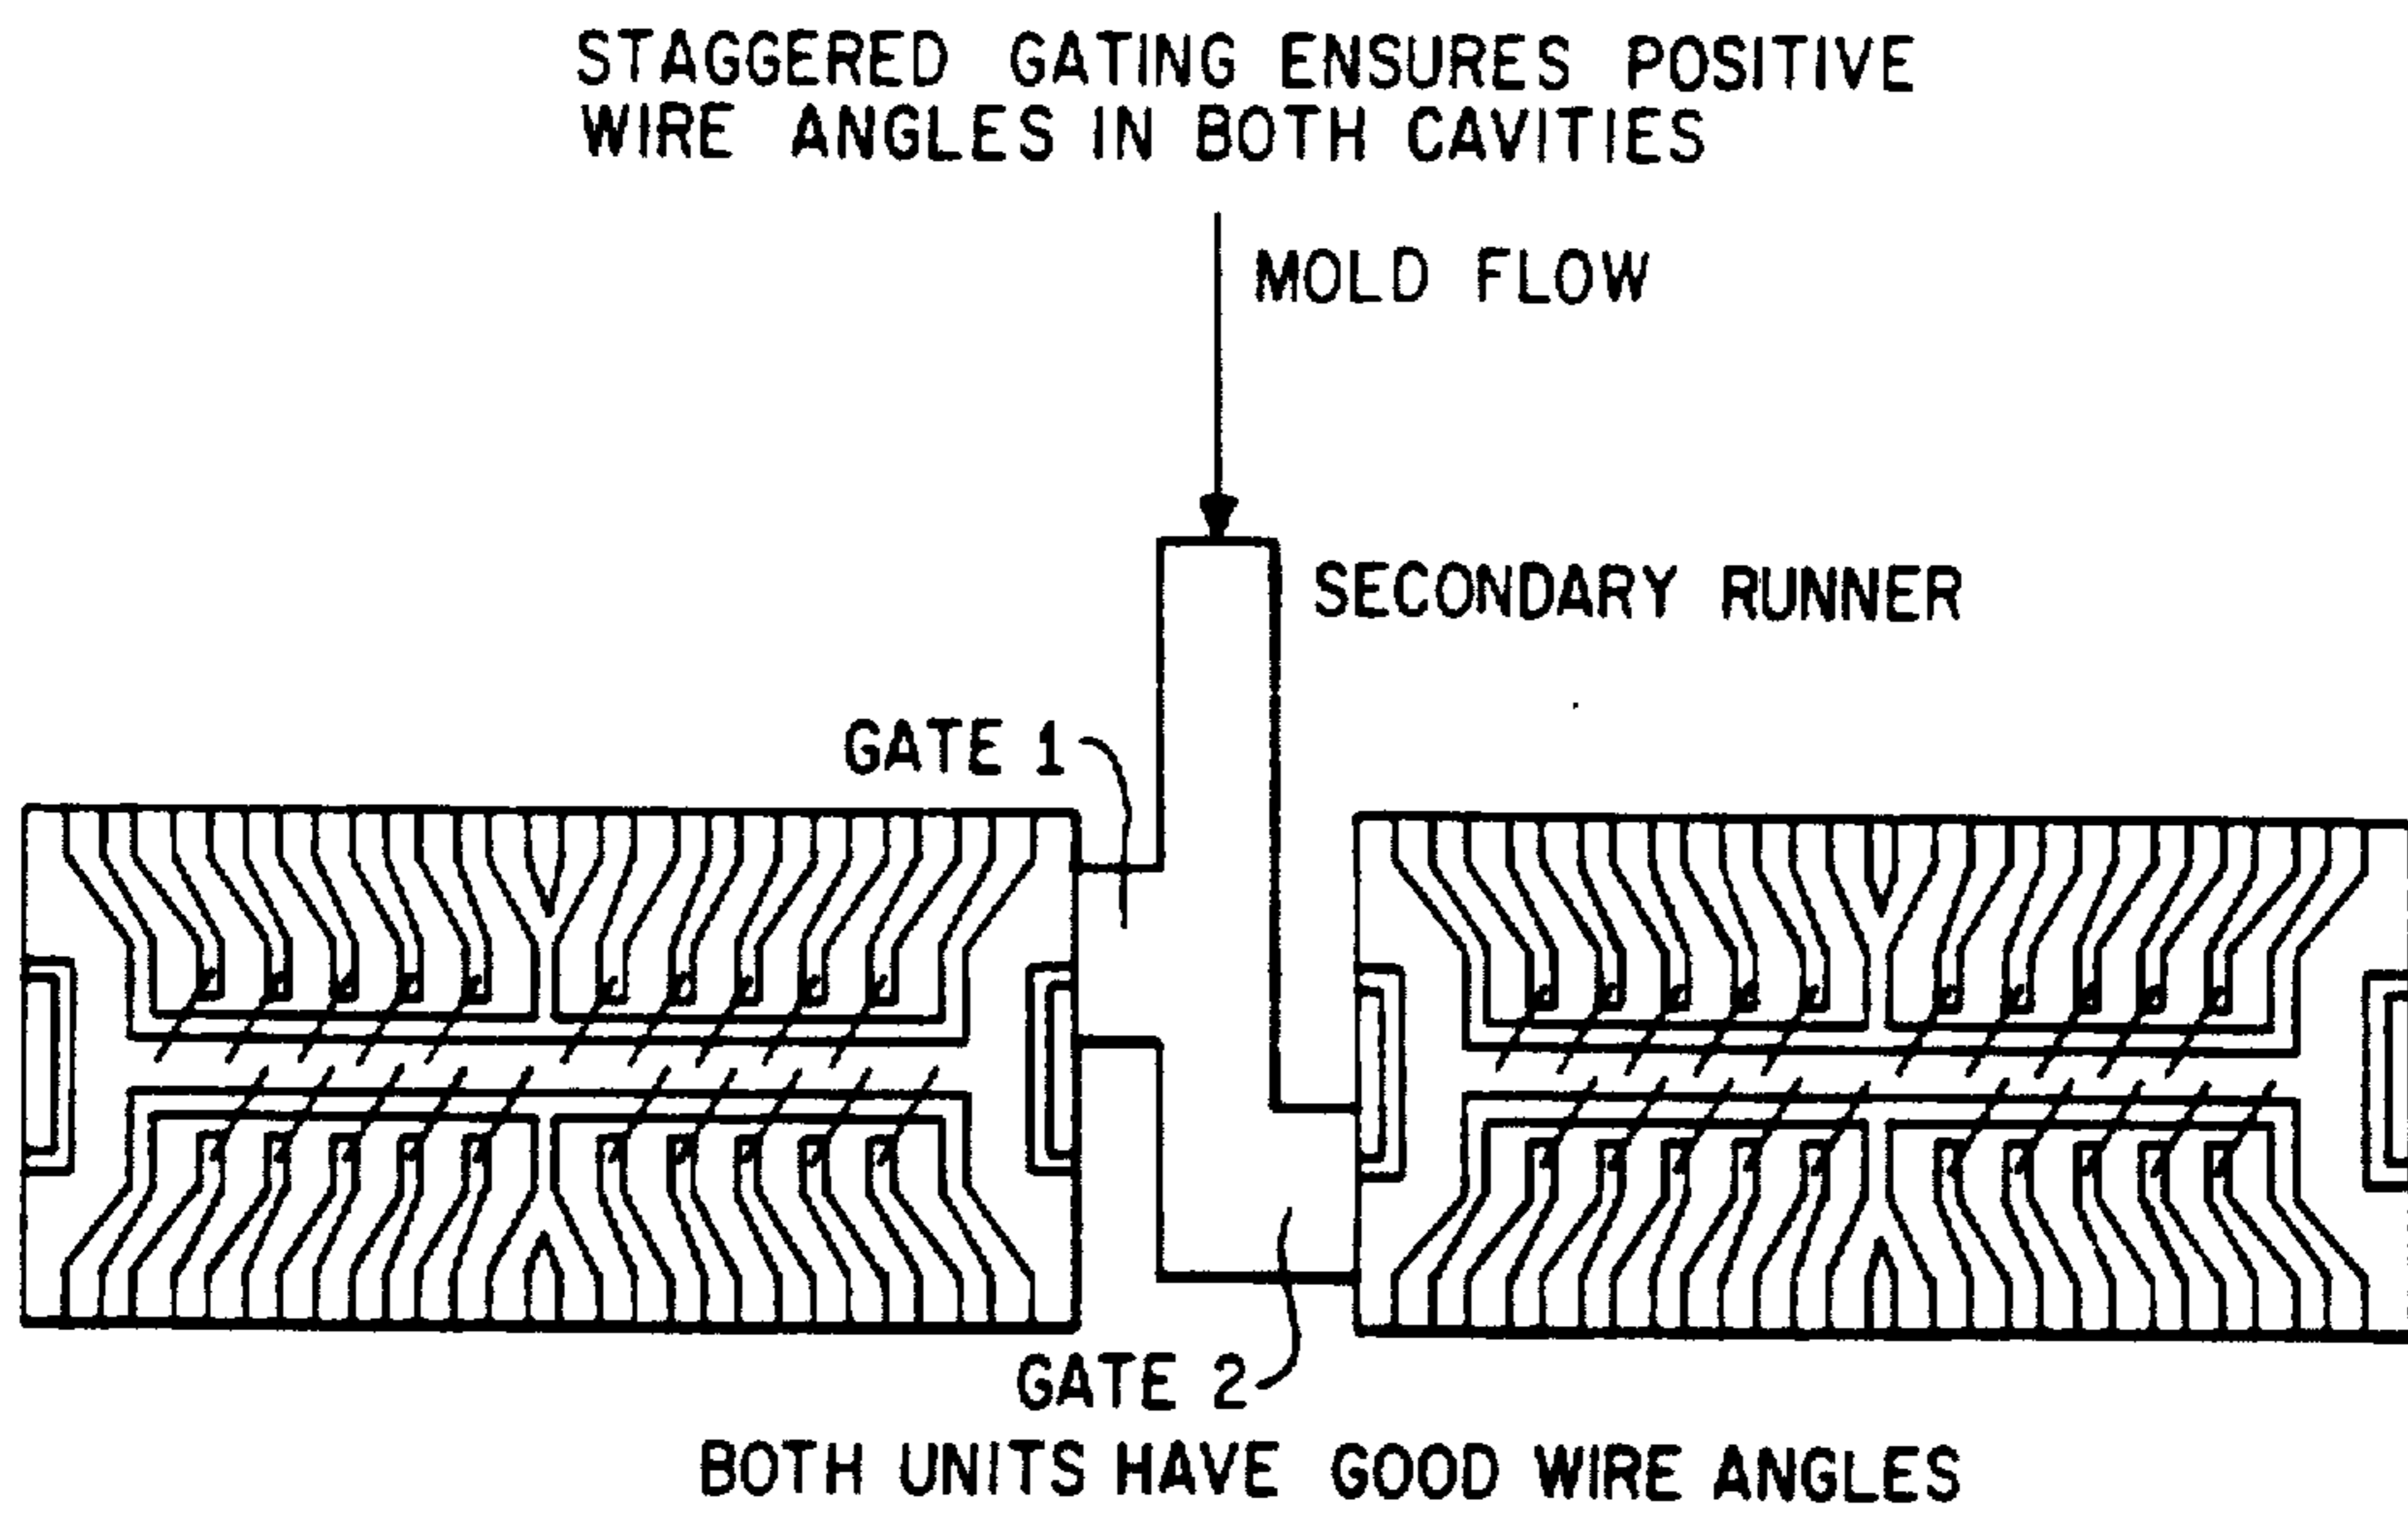 STAGGERED GATING ENSURES POSITIVE
WIRE ANGLES IN BOTH CAVITIES
MOLD FLOW
SECONDARY RUNNER
GATE 1
GATE 2
BOTH UNITS HAVE GOOD WIRE ANGLES